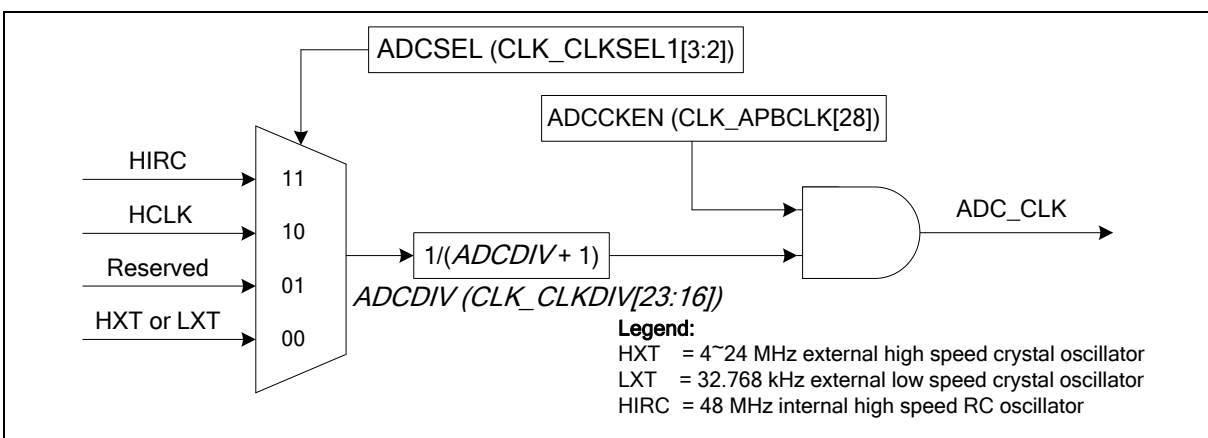 ADCSEL (CLK_CLKSEL1[3:2])
ADCCKEN (CLK_APBCLK[28])
HIRC
11
HCLK
10
ADC_CLK
Reserved
01
1/(ADCDIV + 1)
ADCDIV (CLK_CLKDIV[23:16])
HXT or LXT
00
Legend:
HXT = 4~24 MHz external high speed crystal oscillator
LXT = 32.768 kHz external low speed crystal oscillator
HIRC = 48 MHz internal high speed RC oscillator